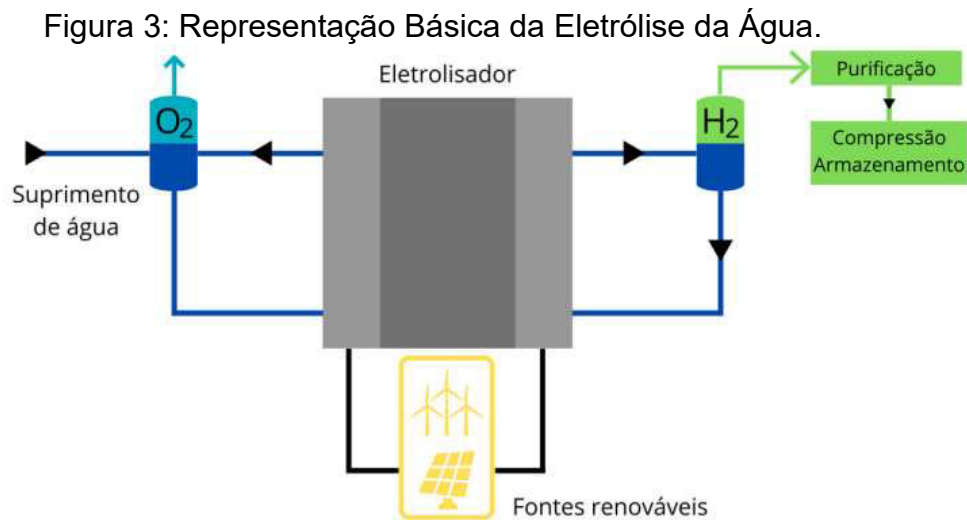 Figura 3: Representação Básica da Eletrólise da Água.
Eletrolisador
O₂
H₂
Purificação
Compressão
Armazenamento
Suprimento
de água
Fontes renováveis